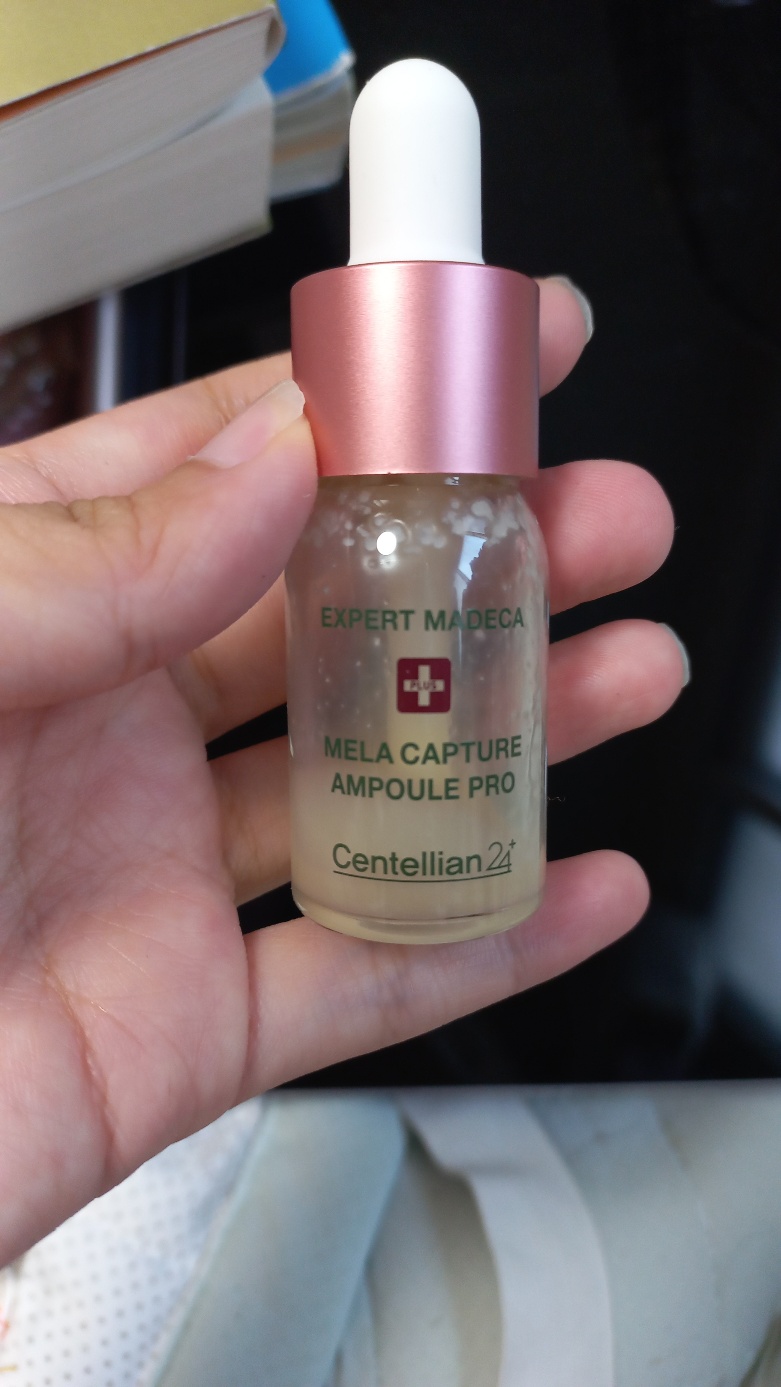 EXPERT MADECA
PLUS
MELA CAPTURE
AMPOULE PRO
Centellian24+